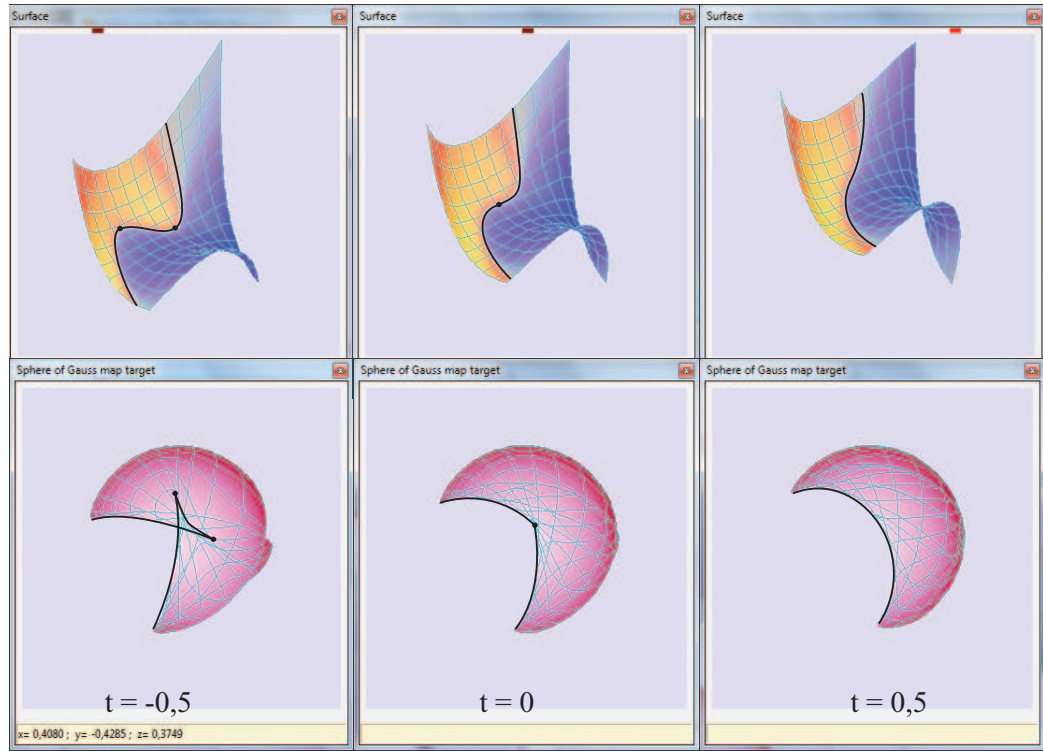 Surface x
Surface x
Surface x
Sphere of Gauss map target x
Sphere of Gauss map target x
Sphere of Gauss map target x
t = -0,5
t = 0
t = 0,5
x= 0,4080 ; y= -0,4285 ; z= 0,3749